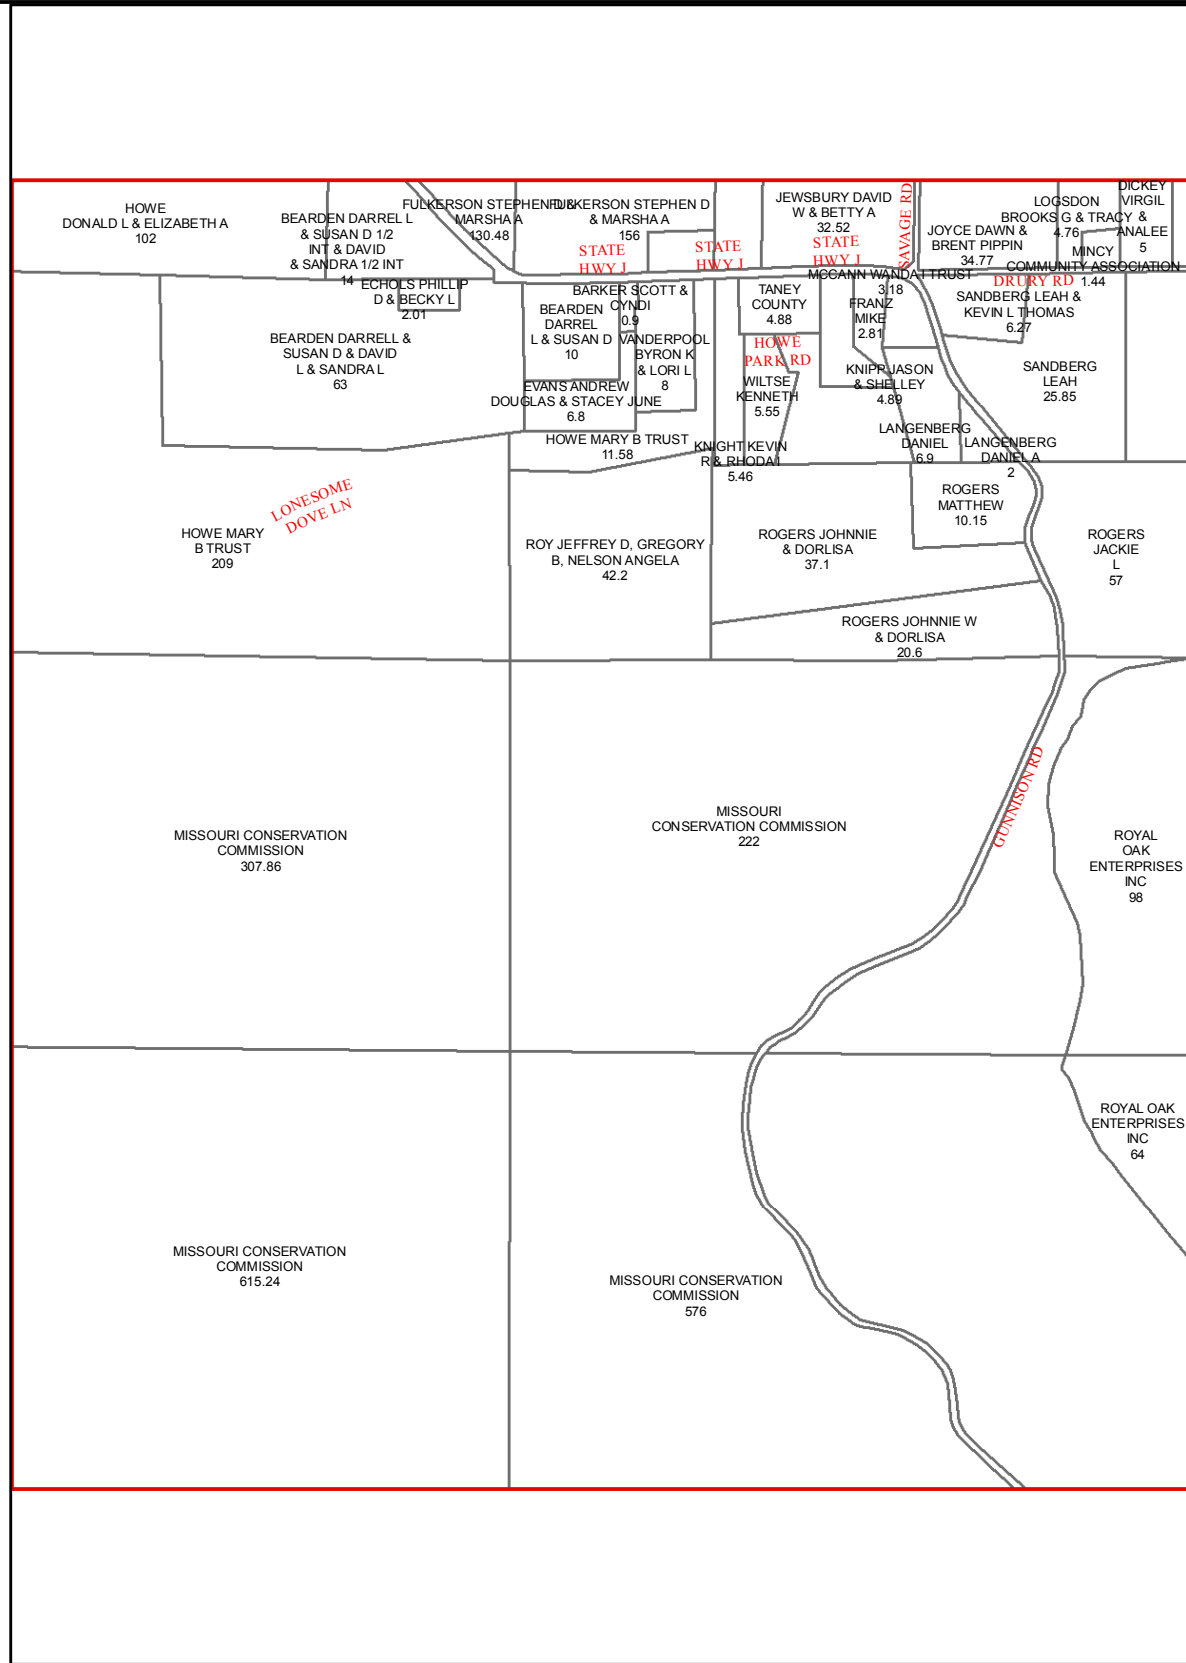 HOWE
DONALD L & ELIZABETH A
102
BEARDEN DARREL L
& SUSAN D 1/2
INT & DAVID
& SANDRA 1/2 INT
14
FULKERSON STEPHEN D &
MARSHA A
130.48
FULKERSON STEPHEN D
& MARSHA A
156
STATE
HWY J
STATE
HWY J
JEWSBURY DAVID
W & BETTY A
32.52
STATE
HWY J
SAVAGE RD
JOYCE DAWN &
BRENT PIPPIN
34.77
LOGSDON
BROOKS G & TRACY
4.76
DICKEY
VIRGIL
&
ANALEE
5
MINCY
COMMUNITY ASSOCIATION
1.44
DRURY RD
MCCANN WANDA I TRUST
3.18
ECHOLS PHILLIP
D & BECKY L
2.01
BEARDEN DARRELL &
SUSAN D & DAVID
L & SANDRA L
63
BARKER SCOTT &
CYNDI
0.9
BEARDEN
DARREL
L & SUSAN D
10
VANDERPOOL
BYRON K
& LORI L
8
EVANS ANDREW
DOUGLAS & STACEY JUNE
6.8
TANEY
COUNTY
4.88
FRANZ
MIKE
2.81
SANDBERG LEAH &
KEVIN L THOMAS
6.27
HOWE
PARK RD
WILTSE
KENNETH
5.55
KNIPP JASON
& SHELLEY
4.89
SANDBERG
LEAH
25.85
HOWE MARY B TRUST
11.58
KNIGHT KEVIN
R & RHODA I
5.46
LANGENBERG
DANIEL
6.9
LANGENBERG
DANIEL A
2
LONESOME
DOVE LN
HOWE MARY
B TRUST
209
ROY JEFFREY D, GREGORY
B, NELSON ANGELA
42.2
ROGERS JOHNNIE
& DORLISA
37.1
ROGERS
MATTHEW
10.15
ROGERS
JACKIE
L
57
ROGERS JOHNNIE W
& DORLISA
20.6
GUNNISON RD
MISSOURI CONSERVATION
COMMISSION
307.86
MISSOURI
CONSERVATION COMMISSION
222
ROYAL
OAK
ENTERPRISES
INC
98
ROYAL OAK
ENTERPRISES
INC
64
MISSOURI CONSERVATION
COMMISSION
615.24
MISSOURI CONSERVATION
COMMISSION
576